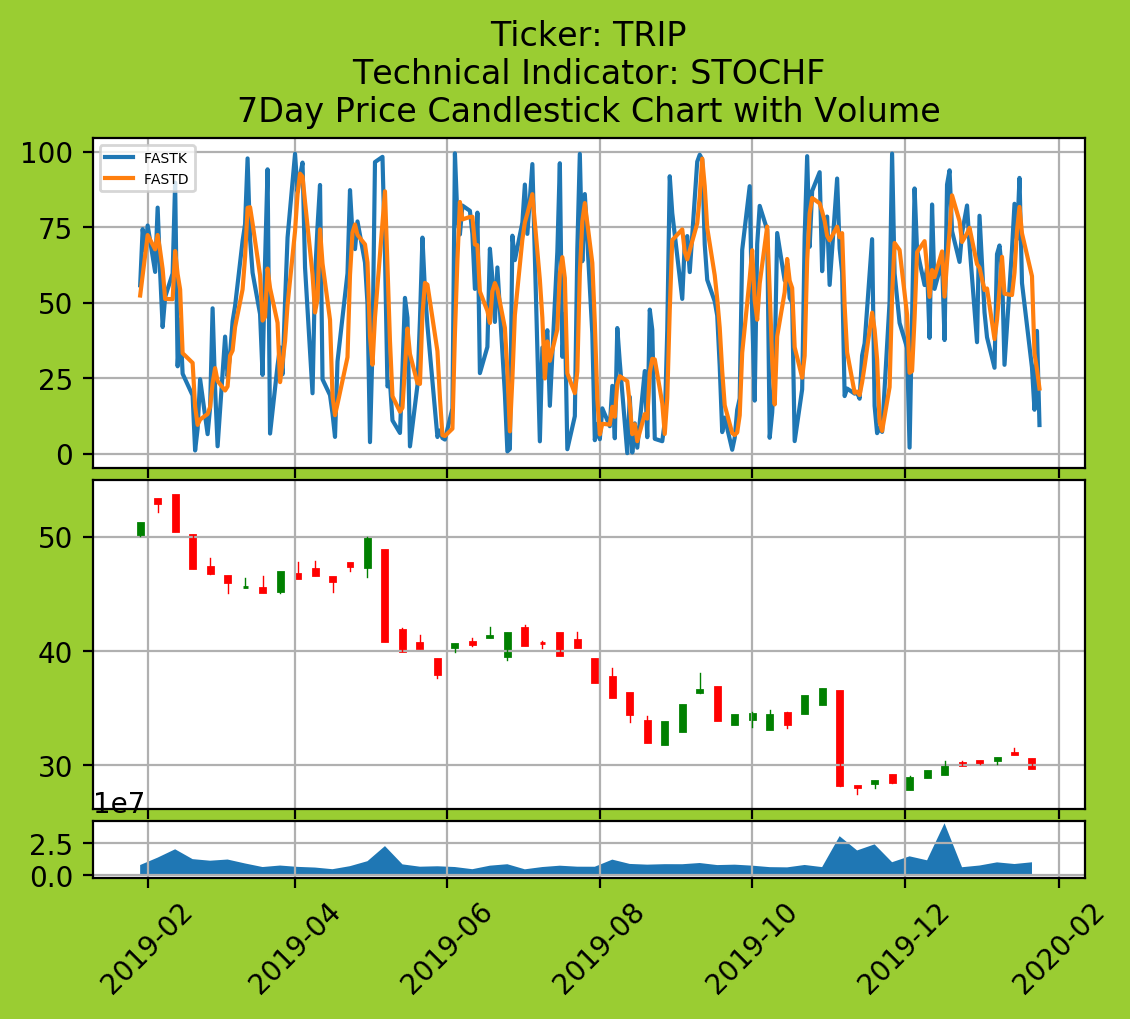 Ticker: TRIP
Technical Indicator: STOCHF
7Day Price Candlestick Chart with Volume
100
75
50
25
0
FASTK
FASTD
50
40
30
1e7
2.5
0.0
2019-02
2019-04
2019-06
2019-08
2019-10
2019-12
2020-02